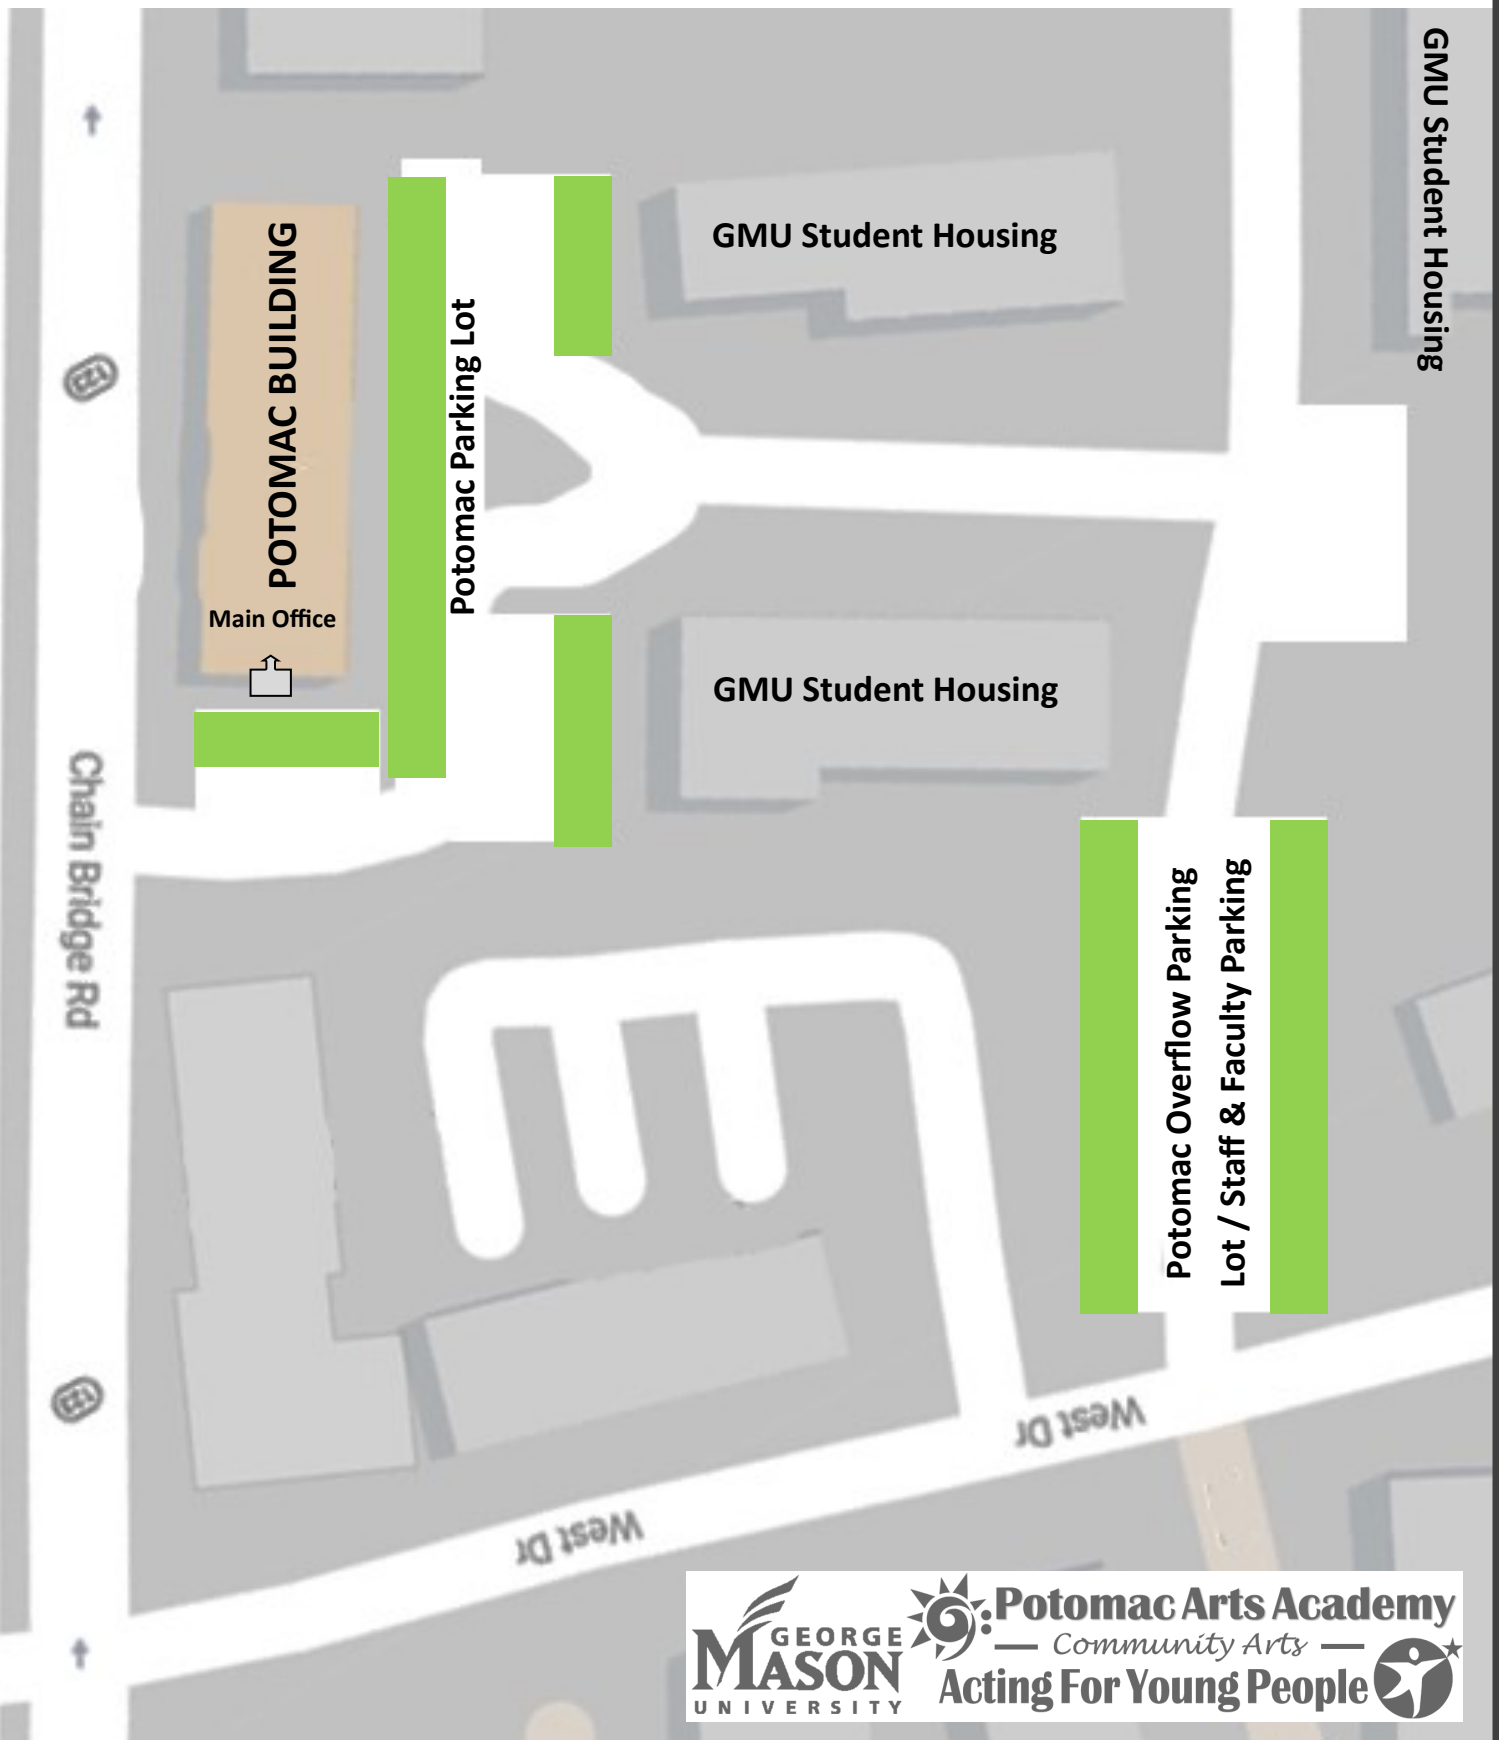 GMU Student Housing
GMU Student Housing
POTOMAC BUILDING
Potomac Parking Lot
123
Main Office
GMU Student Housing
Chain Bridge Rd
Potomac Overflow Parking
Lot / Staff & Faculty Parking
123
West Dr
West Dr
GEORGE
MASON
UNIVERSITY
Potomac Arts Academy
Community Arts
Acting For Young People